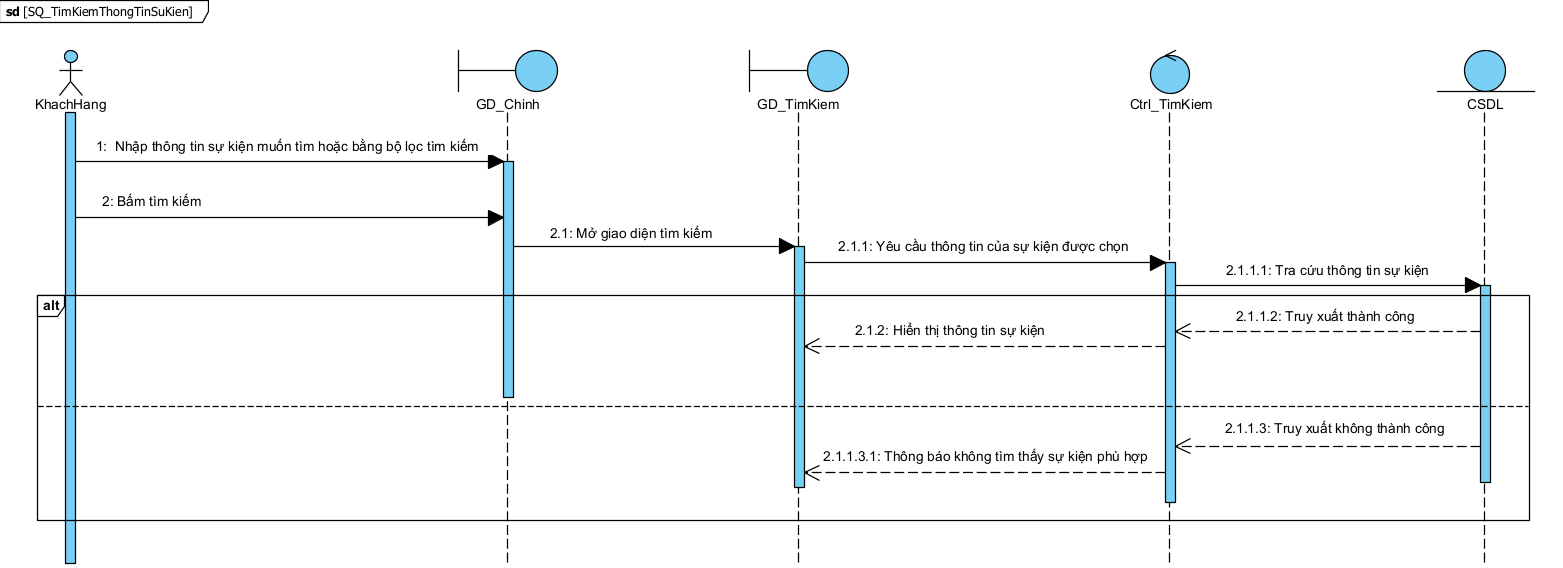 sd [SQ_TimKiemThongTinSuKien]
KhachHang
GD_Chinh
GD_TimKiem
Ctrl_TimKiem
CSDL
1: Nhập thông tin sự kiện muốn tìm hoặc bằng bộ lọc tìm kiếm
2: Bấm tìm kiếm
2.1: Mở giao diện tìm kiếm
2.1.1: Yêu cầu thông tin của sự kiện được chọn
2.1.1.1: Tra cứu thông tin sự kiện
alt
2.1.1.2: Truy xuất thành công
2.1.2: Hiển thị thông tin sự kiện
2.1.1.3: Truy xuất không thành công
2.1.1.3.1: Thông báo không tìm thấy sự kiện phù hợp